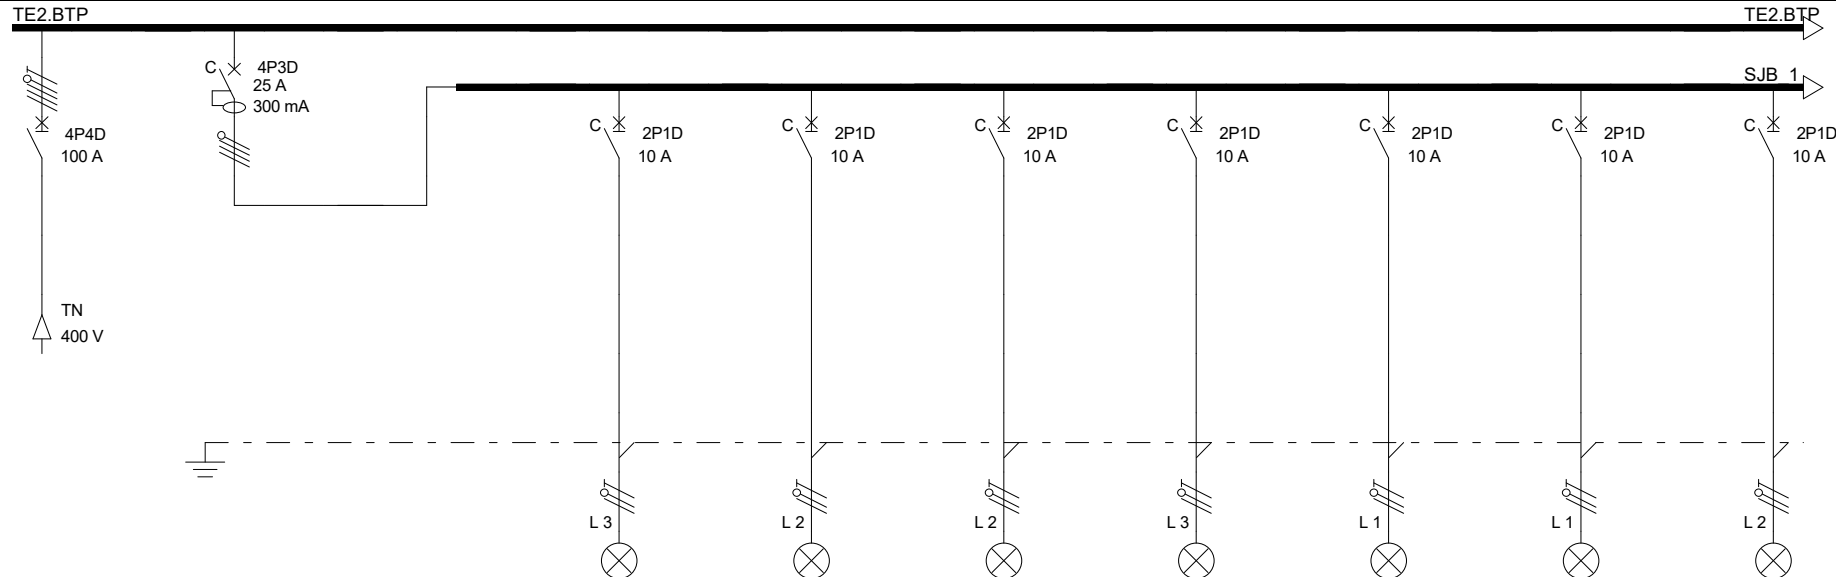 TE2.BTP
TE2.BTP
C 4P3D
25 A
300 mA
SJB 1
4P4D
100 A
C 2P1D
10 A
C 2P1D
10 A
C 2P1D
10 A
C 2P1D
10 A
C 2P1D
10 A
C 2P1D
10 A
C 2P1D
10 A
TN
400 V
L 3
L 2
L 2
L 3
L 1
L 1
L 2